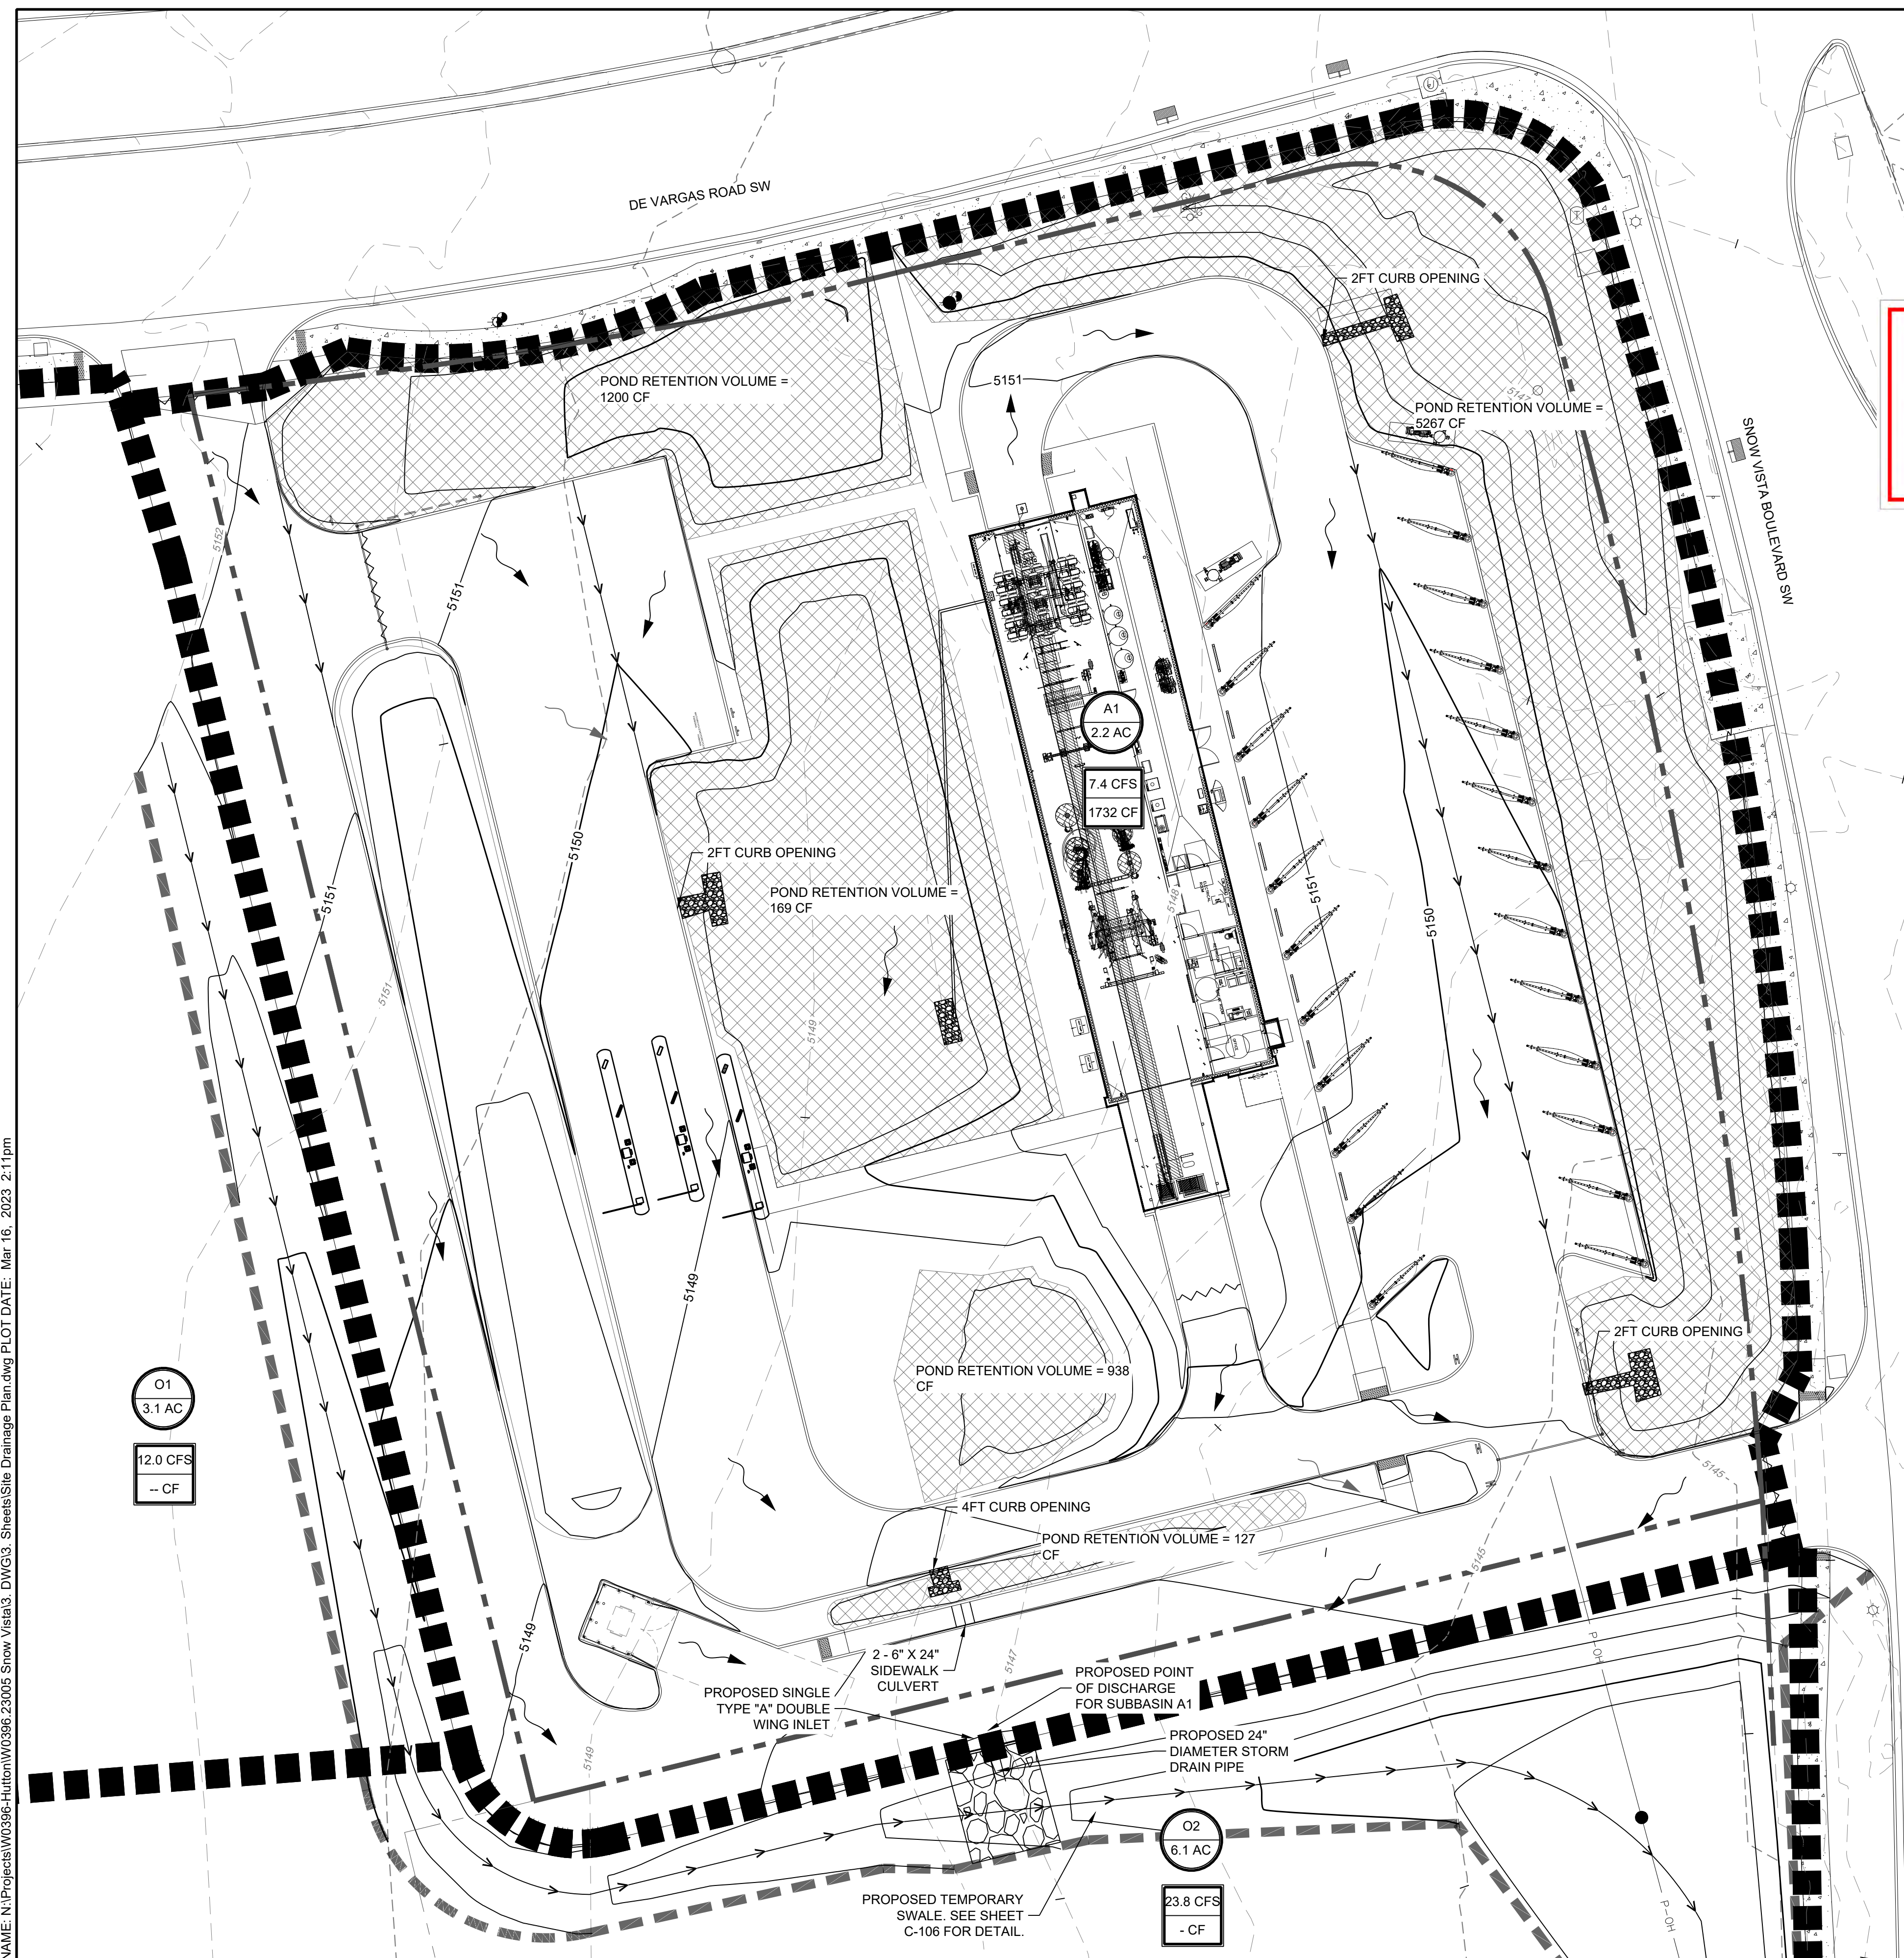 DE VARGAS ROAD SW
2FT CURB OPENING
POND RETENTION VOLUME =
1200 CF
5151
5147
POND RETENTION VOLUME =
5267 CF
SNOW VISTA BOULEVARD SW
5152
5151
A1
2.2 AC
7.4 CFS
1732 CF
5150
2FT CURB OPENING
POND RETENTION VOLUME =
169 CF
5148
5151
5151
5150
5151
5149
5149
2FT CURB OPENING
POND RETENTION VOLUME = 938
CF
O1
3.1 AC
12.0 CFS
-- CF
5145
4FT CURB OPENING
POND RETENTION VOLUME = 127
CF
5145
5149
2 - 6" X 24"
SIDEWALK
CULVERT
5147
P-OH
PROPOSED SINGLE
TYPE "A" DOUBLE
WING INLET
PROPOSED POINT
OF DISCHARGE
FOR SUBBASIN A1
PROPOSED 24"
DIAMETER STORM
DRAIN PIPE
5149
O2
6.1 AC
23.8 CFS
- CF
PROPOSED TEMPORARY
SWALE. SEE SHEET
C-106 FOR DETAIL.
P-OH
NAME: N:\Projects\W0396-Hutton\W0396.23005 Snow Vista\3. DWG\3. Sheets\Site Drainage Plan.dwg PLOT DATE: Mar 16, 2023 2:11pm